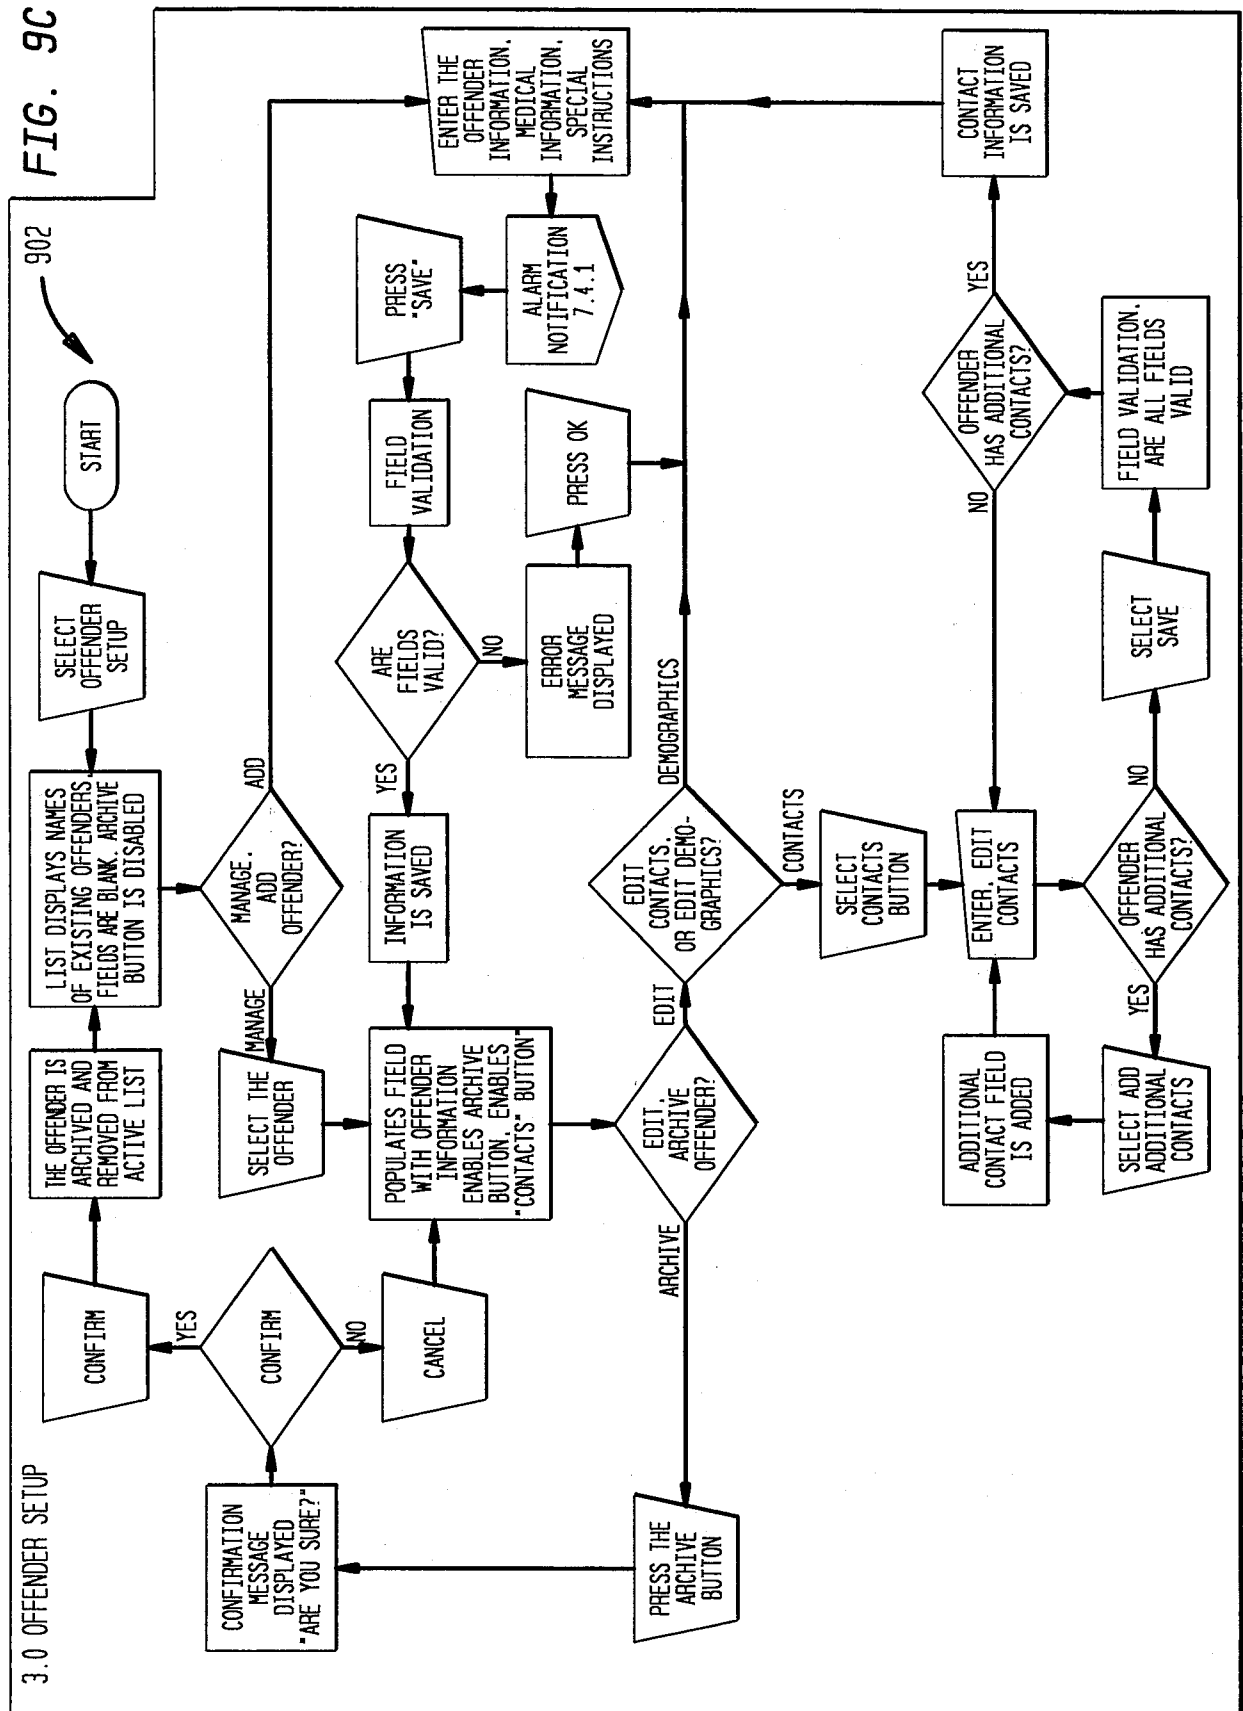 FIG. 9C
3.0 OFFENDER SETUP
902
START
SELECT
OFFENDER
SETUP
LIST DISPLAYS NAMES
OF EXISTING OFFENDERS,
FIELDS ARE BLANK. ARCHIVE
BUTTON IS DISABLED
THE OFFENDER IS
ARCHIVED AND
REMOVED FROM
ACTIVE LIST
CONFIRM
YES
CONFIRM
NO
CANCEL
CONFIRMATION
MESSAGE
DISPLAYED
"ARE YOU SURE?"
MANAGE,
ADD
OFFENDER?
ADD
MANAGE
SELECT THE
OFFENDER
ENTER THE
OFFENDER
INFORMATION,
MEDICAL
INFORMATION,
SPECIAL
INSTRUCTIONS
ALARM
NOTIFICATION
7.4.1
PRESS
"SAVE"
FIELD
VALIDATION
ARE
FIELDS
VALID?
NO
ERROR
MESSAGE
DISPLAYED
PRESS OK
YES
INFORMATION
IS SAVED
POPULATES FIELD
WITH OFFENDER
INFORMATION
ENABLES ARCHIVE
BUTTON, ENABLES
"CONTACTS" BUTTON"
EDIT,
ARCHIVE
OFFENDER?
ARCHIVE
PRESS THE
ARCHIVE
BUTTON
EDIT
EDIT
CONTACTS,
OR EDIT DEMO-
GRAPHICS?
DEMOGRAPHICS
CONTACTS
SELECT
CONTACTS
BUTTON
ENTER, EDIT
CONTACTS
OFFENDER
HAS ADDITIONAL
CONTACTS?
YES
SELECT ADD
ADDITIONAL
CONTACTS
ADDITIONAL
CONTACT FIELD
IS ADDED
NO
SELECT
SAVE
FIELD VALIDATION,
ARE ALL FIELDS
VALID
OFFENDER
HAS ADDITIONAL
CONTACTS?
NO
YES
CONTACT
INFORMATION
IS SAVED